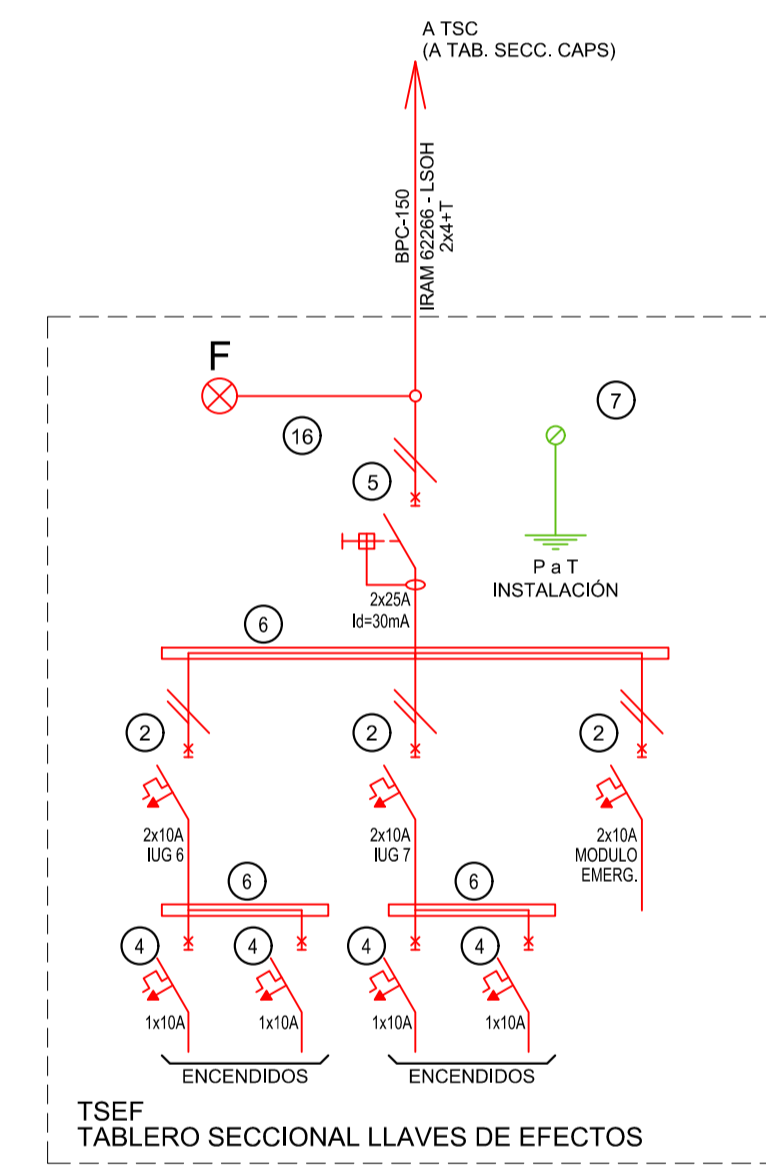 A TSC
(A TAB. SECC. CAPS)
BPC-150
IRAM 62266 - LSOH
2x4+T
F
16
5
7
P a T
INSTALACIÓN
2x25A
Id=30mA
6
2
2
2
2x10A
IUG 6
2x10A
IUG 7
2x10A
MODULO
EMERG.
6
6
4
4
4
4
1x10A
1x10A
1x10A
1x10A
ENCENDIDOS
ENCENDIDOS
TSEF
TABLERO SECCIONAL LLAVES DE EFECTOS